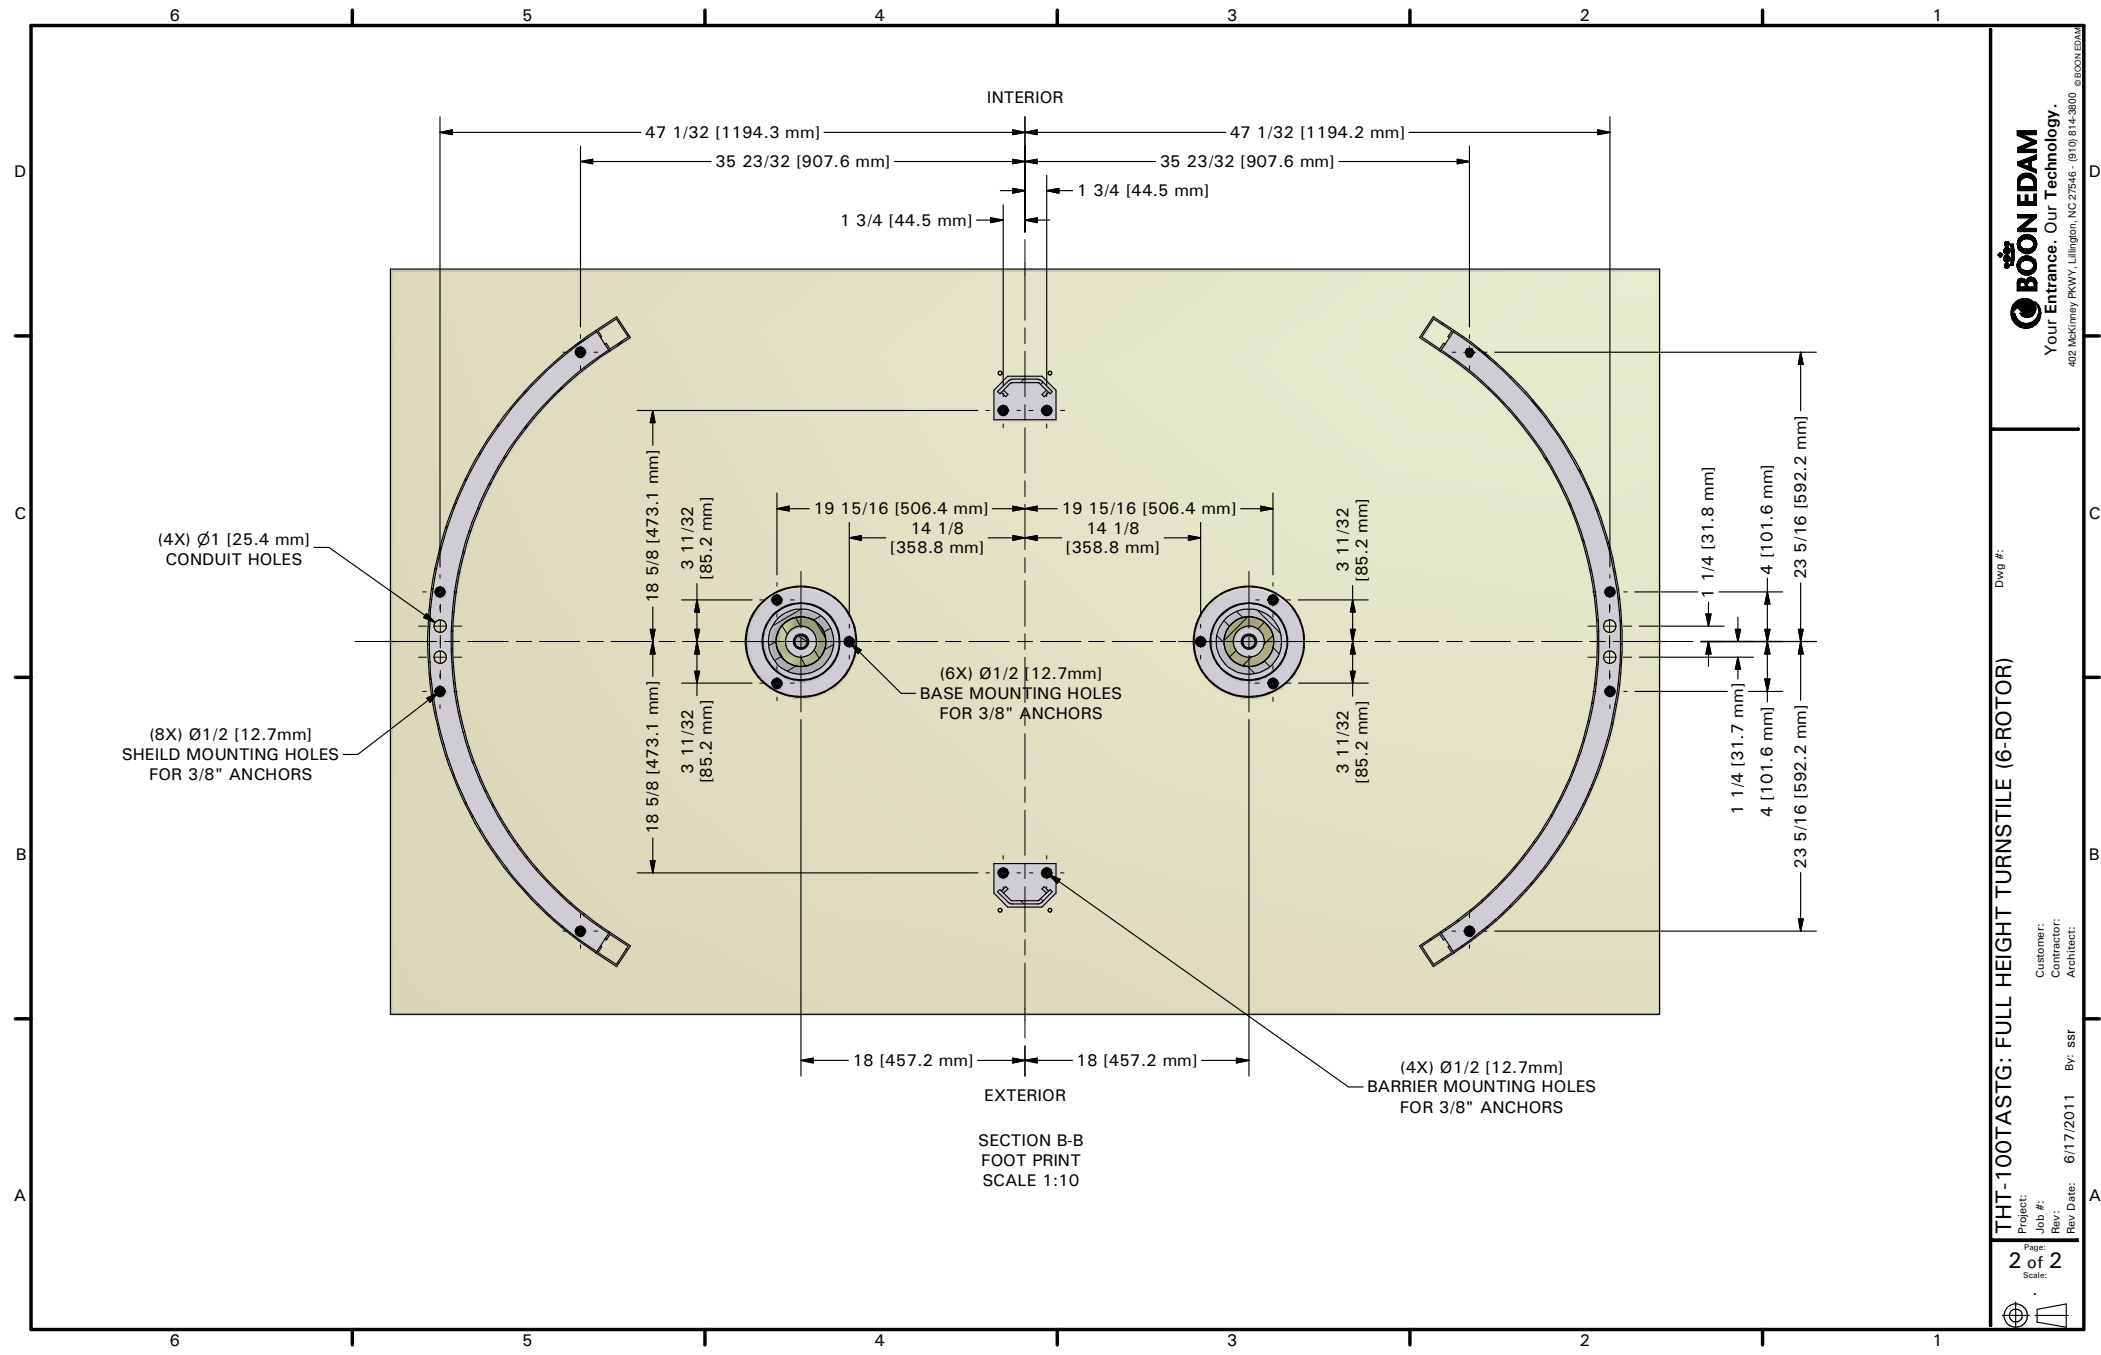 6 5 4 3 2 1
INTERIOR
47 1/32 [1194.3 mm]
47 1/32 [1194.2 mm]
35 23/32 [907.6 mm]
35 23/32 [907.6 mm]
1 3/4 [44.5 mm]
1 3/4 [44.5 mm]
D
D
18 5/8 [473.1 mm]
3 11/32
[85.2 mm]
19 15/16 [506.4 mm]
19 15/16 [506.4 mm]
14 1/8
[358.8 mm]
14 1/8
[358.8 mm]
3 11/32
[85.2 mm]
1 1/4 [31.8 mm]
4 [101.6 mm]
23 5/16 [592.2 mm]
C
C
(4X) Ø1 [25.4 mm]
CONDUIT HOLES
(6X) Ø1/2 [12.7mm]
BASE MOUNTING HOLES
FOR 3/8" ANCHORS
(8X) Ø1/2 [12.7mm]
SHEILD MOUNTING HOLES
FOR 3/8" ANCHORS
18 5/8 [473.1 mm]
3 11/32
[85.2 mm]
3 11/32
[85.2 mm]
1 1/4 [31.7 mm]
4 [101.6 mm]
23 5/16 [592.2 mm]
B
B
18 [457.2 mm]
18 [457.2 mm]
(4X) Ø1/2 [12.7mm]
BARRIER MOUNTING HOLES
FOR 3/8" ANCHORS
EXTERIOR
SECTION B-B
FOOT PRINT
SCALE 1:10
A
A
6 5 4 3 2 1
BOON EDAM
Your Entrance. Our Technology.
402 McKinney PKWY, Lillington, NC 27546 - (910) 814-3800
© BOON EDAM
THT-100TASTG: FULL HEIGHT TURNSTILE (6-ROTOR)
Dwg #:
Project:
Job #:
Rev:
Rev Date: 6/17/2011 By: ssr
Customer:
Contractor:
Architect:
Page:
2 of 2
Scale:
.